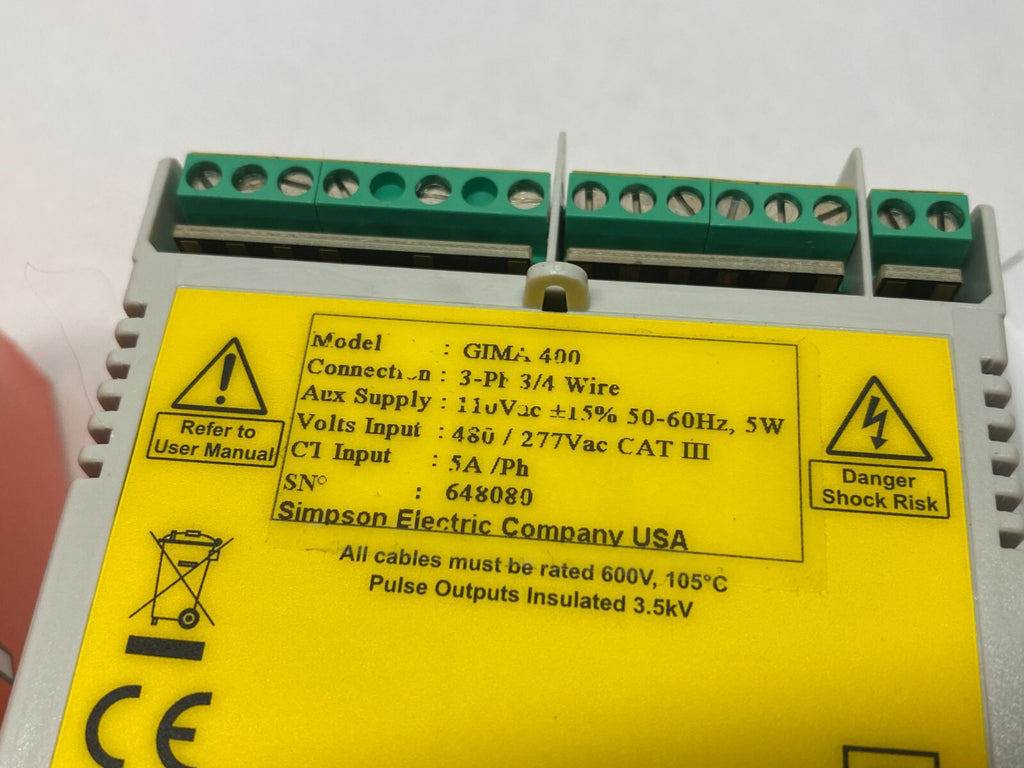 Model : GIMA 400
Connection : 3-Ph 3/4 Wire
Aux Supply : 110Vac ±15% 50-60Hz, 5W
Volts Input : 480 / 277Vac CAT III
CT Input : 5A /Ph
SN° : 648080
Simpson Electric Company USA
Refer to
User Manual
Danger
Shock Risk
All cables must be rated 600V, 105°C
Pulse Outputs Insulated 3.5kV
CE